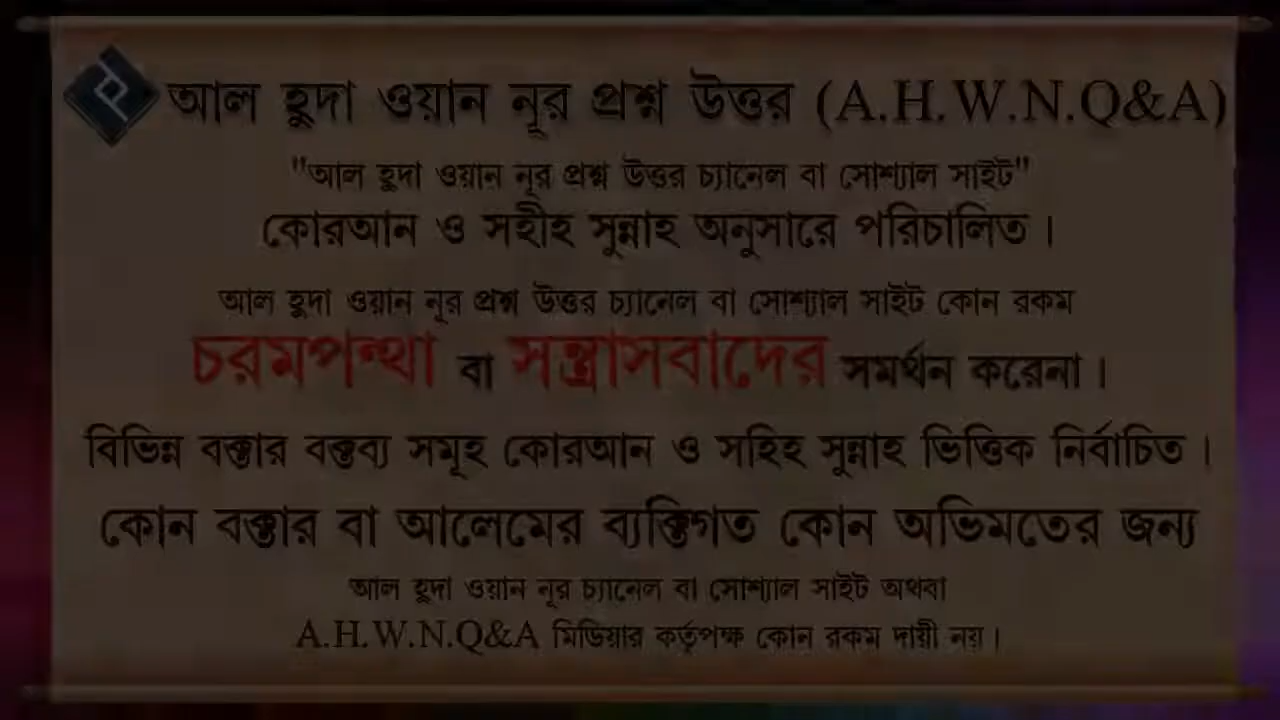 আল হুদা ওয়ান নূর প্রশ্ন উত্তর (A.H.W.N.Q&A)
"আল হুদা ওয়ান নূর প্রশ্ন উত্তর চ্যানেল বা সোশ্যাল সাইট"
কোরআন ও সহীহ সুন্নাহ অনুসারে পরিচালিত।
আল হুদা ওয়ান নূর প্রশ্ন উত্তর চ্যানেল বা সোশ্যাল সাইট কোন রকম
চরমপন্থা বা সন্ত্রাসবাদের সমর্থন করেনা।
বিভিন্ন বক্তার বক্তব্য সমূহ কোরআন ও সহিহ সুন্নাহ ভিত্তিক নির্বাচিত।
কোন বক্তার বা আলেমের ব্যক্তিগত কোন অভিমতের জন্য
আল হুদা ওয়ান নূর চ্যানেল বা সোশ্যাল সাইট অথবা
A.H.W.N.Q&A মিডিয়ার কর্তৃপক্ষ কোন রকম দায়ী নয়।